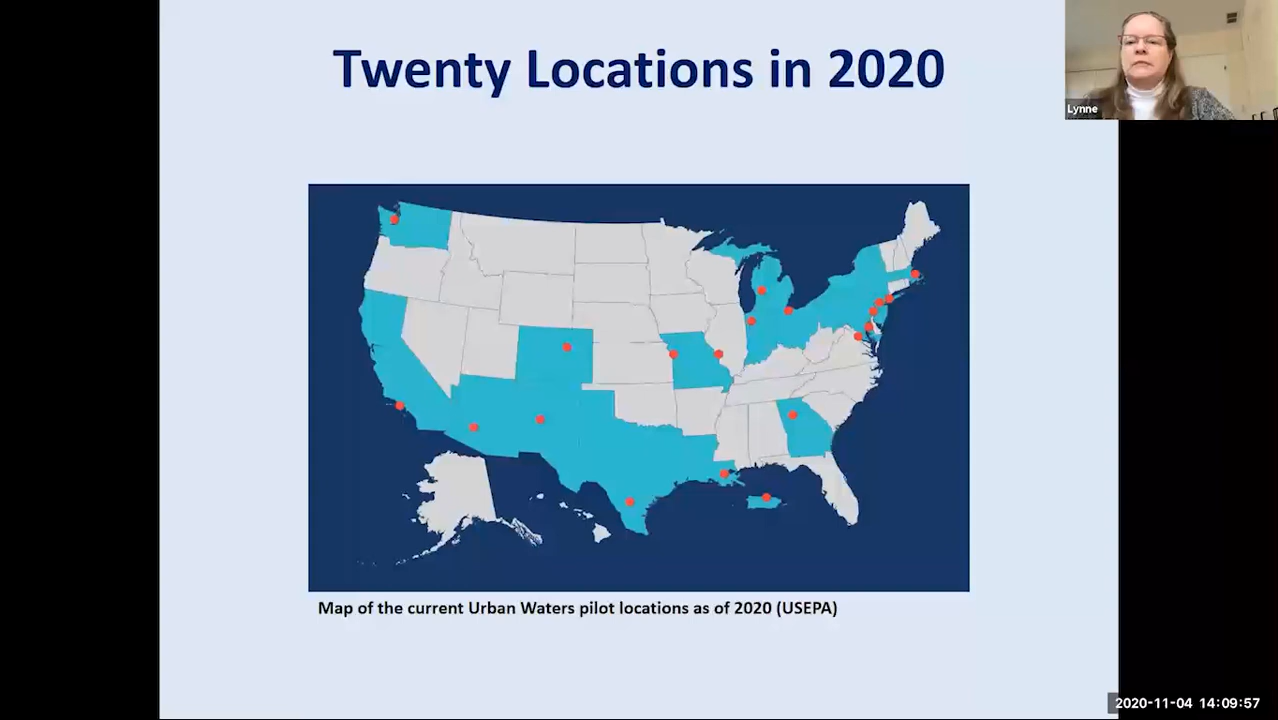 Twenty Locations in 2020
Lynne
Map of the current Urban Waters pilot locations as of 2020 (USEPA)
2020-11-04 14:09:57